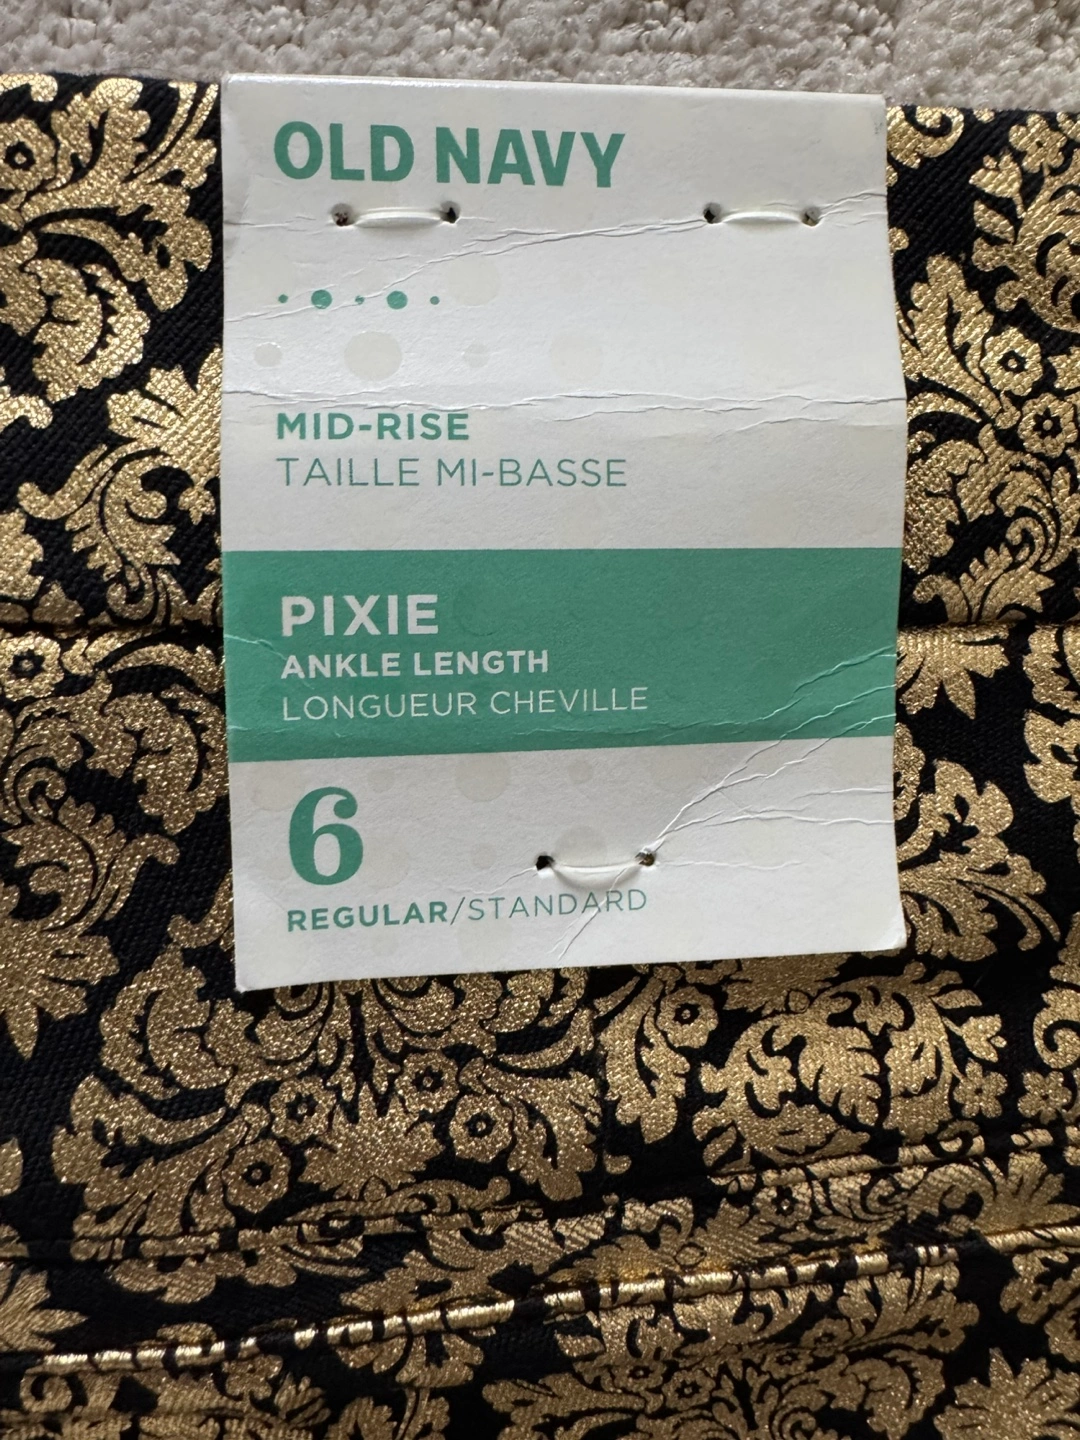 OLD NAVY
MID-RISE
TAILLE MI-BASSE
PIXIE
ANKLE LENGTH
LONGUEUR CHEVILLE
6
REGULAR/STANDARD